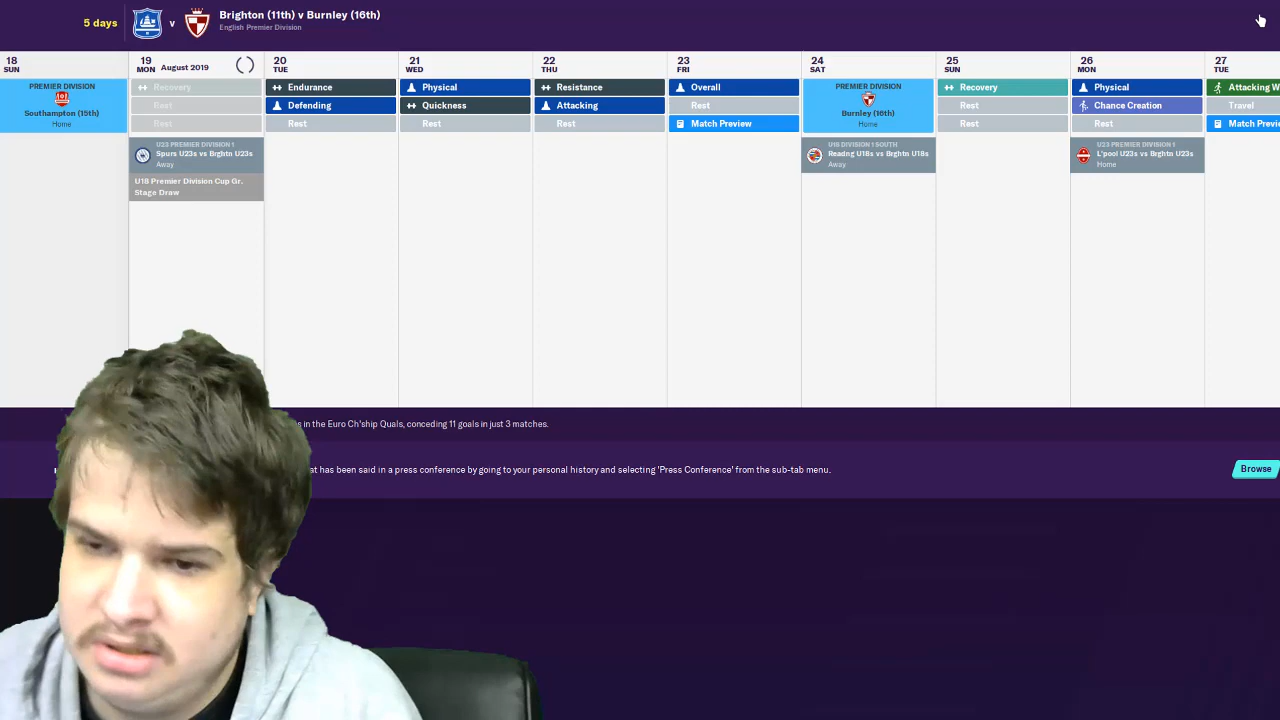 5 days
v
Brighton (11th) v Burnley (16th)
English Premier Division
18
SUN
19
MON
August 2019
20
TUE
21
WED
22
THU
23
FRI
24
SAT
25
SUN
26
MON
27
TUE
PREMIER DIVISION
Southampton (15th)
Home
Recovery
Rest
Rest
Endurance
Defending
Rest
Physical
Quickness
Rest
Resistance
Attacking
Rest
Overall
Rest
Match Preview
PREMIER DIVISION
Burnley (16th)
Home
Recovery
Rest
Rest
Physical
Chance Creation
Rest
Attacking W
Travel
Match Previ
U23 PREMIER DIVISION 1
Spurs U23s vs Brghtn U23s
Away
U18 Premier Division Cup Gr.
Stage Draw
U18 DIVISION 1 SOUTH
Readng U18s vs Brghtn U18s
Away
U23 PREMIER DIVISION 1
L'pool U23s vs Brghtn U23s
Home
s in the Euro Ch'ship Quals, conceding 11 goals in just 3 matches.
at has been said in a press conference by going to your personal history and selecting 'Press Conference' from the sub-tab menu.
Browse